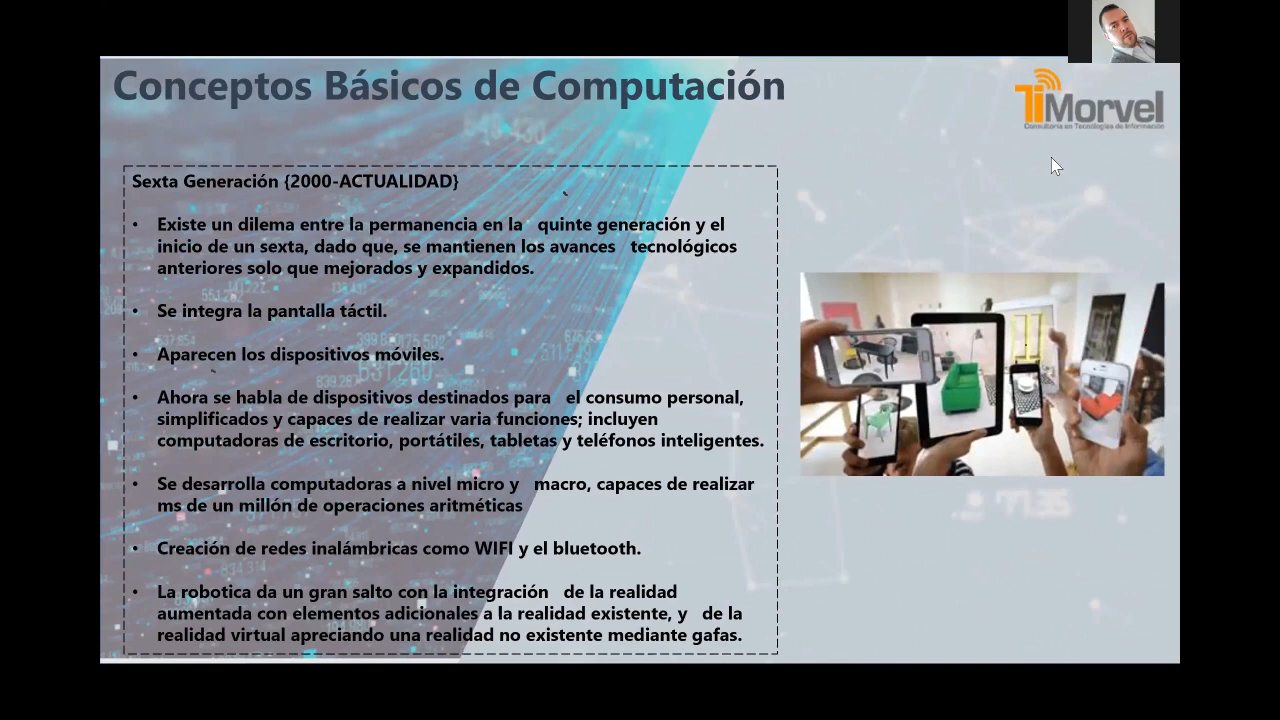 Conceptos Básicos de Computación
TiMorvel
Consultoría en Tecnologías de Información
Sexta Generación {2000-ACTUALIDAD}
• Existe un dilema entre la permanencia en la quinte generación y el
inicio de un sexta, dado que, se mantienen los avances tecnológicos
anteriores solo que mejorados y expandidos.
• Se integra la pantalla táctil.
• Aparecen los dispositivos móviles.
• Ahora se habla de dispositivos destinados para el consumo personal,
simplificados y capaces de realizar varia funciones; incluyen
computadoras de escritorio, portátiles, tabletas y teléfonos inteligentes.
• Se desarrolla computadoras a nivel micro y macro, capaces de realizar
ms de un millón de operaciones aritméticas
• Creación de redes inalámbricas como WIFI y el bluetooth.
• La robotica da un gran salto con la integración de la realidad
aumentada con elementos adicionales a la realidad existente, y de la
realidad virtual apreciando una realidad no existente mediante gafas.